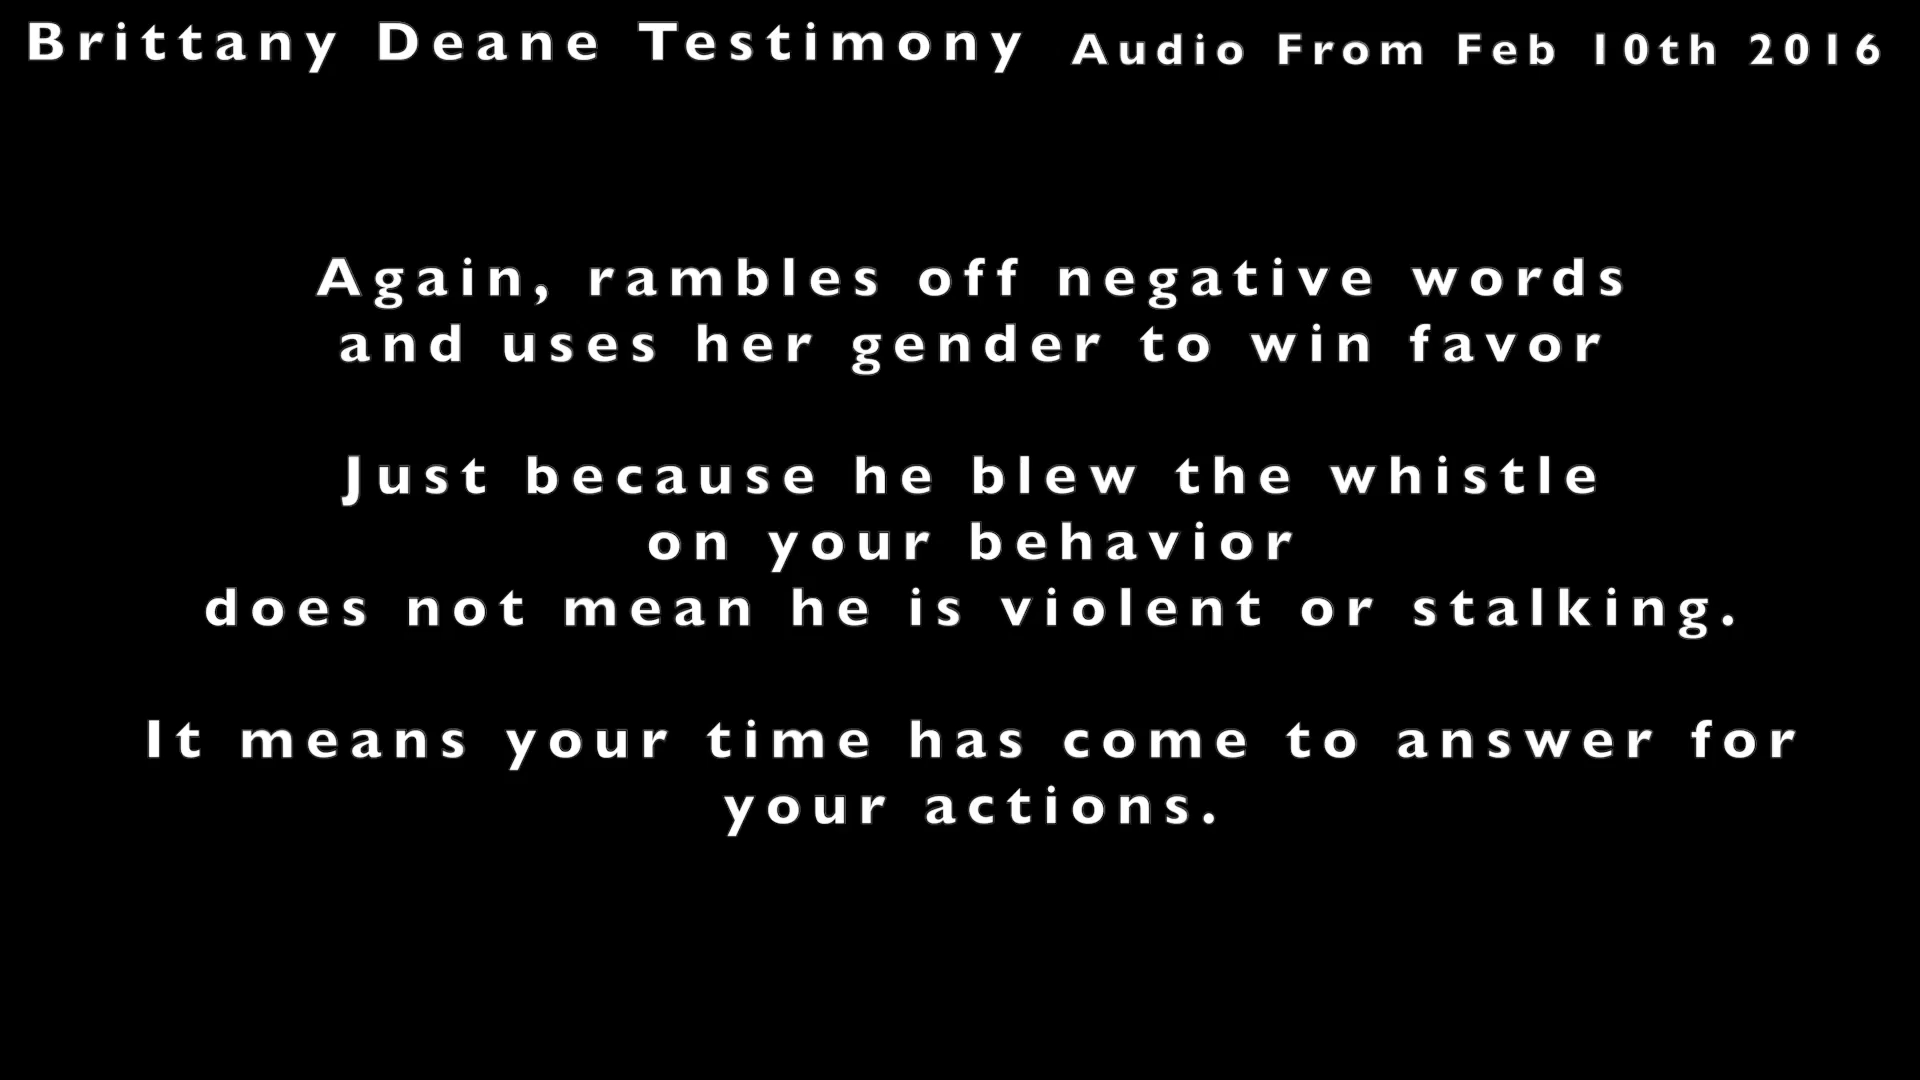 Brittany Deane Testimony Audio From Feb 10th 2016
Again, rambles off negative words
and uses her gender to win favor
Just because he blew the whistle
on your behavior
does not mean he is violent or stalking.
It means your time has come to answer for
your actions.